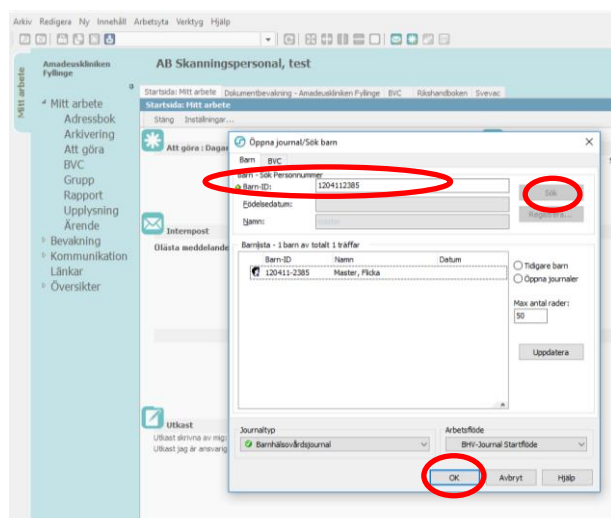 Arkiv Redigera Ny Innehåll Arbetsyta Verktyg Hjälp
Mitt arbete
Amadeuskliniken
Fyllinge
Mitt arbete
Adressbok
Arkivering
Att göra
BVC
Grupp
Rapport
Upplysning
Ärende
Bevakning
Kommunikation
Länkar
Översikter
AB Skanningspersonal, test
Startsida: Mitt arbete Dokumentbevakning - Amadeuskliniken Fyllinge BVC Rikshandboken Svevac
Startsida: Mitt arbete
Stäng Inställningar...
Att göra : Dagar
Internpost
Olästa meddelande
Utkast
Utkast skrivna av mig:
Utkast jag är ansvarig
Öppna journal/Sök barn
Barn BVC
Barn - Sök Personnummer
Barn-ID: 1204112385
Sök
Födelsedatum:
Registrera...
Namn:
Barnlista - 1 barn av totalt 1 träffar
Barn-ID Namn Datum
120411-2385 Master, Flicka
Tidigare barn
Öppna journaler
Max antal rader:
50
Uppdatera
Journaltyp
Barnhälsovårdsjournal
Arbetsflöde
BHV-Journal Startflöde
OK Avbryt Hjälp